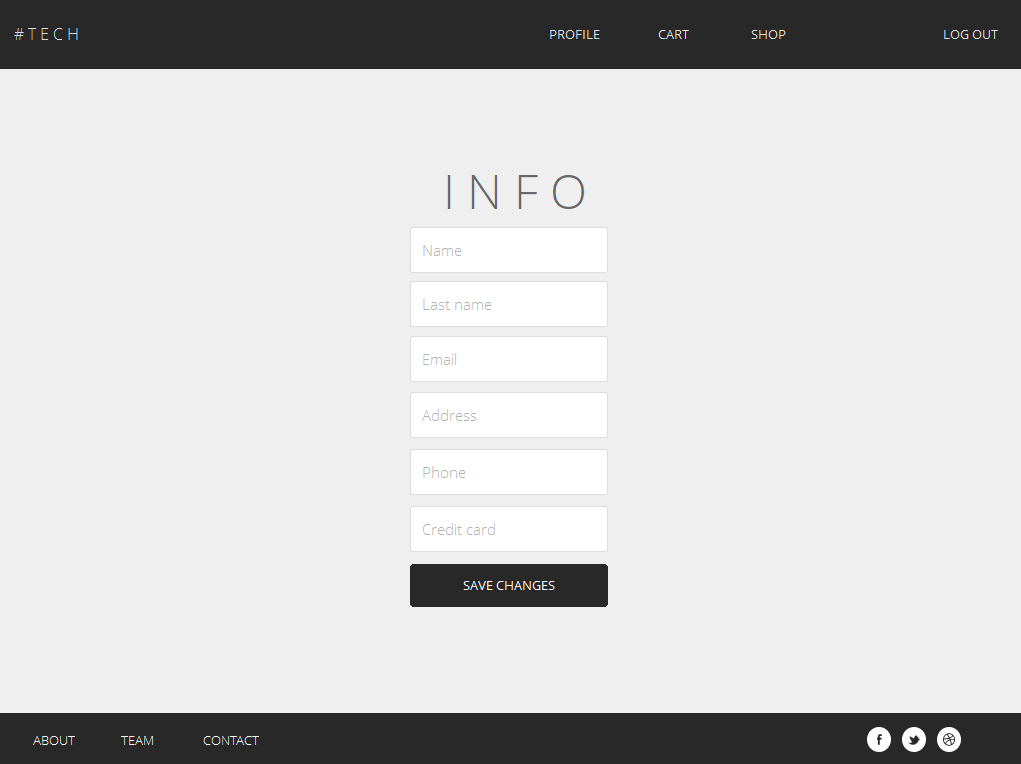 #TECH PROFILE CART SHOP LOG OUT
INFO
Name
Last name
Email
Address
Phone
Credit card
SAVE CHANGES
ABOUT TEAM CONTACT